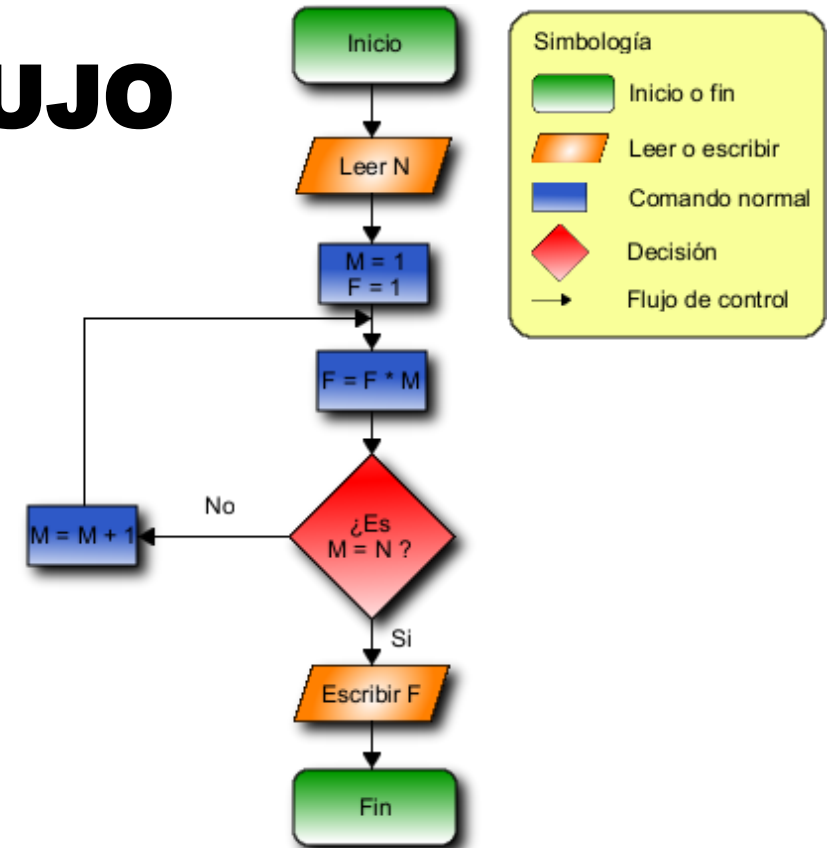 UJO
Inicio
Leer N
M = 1
F = 1
F = F * M
¿Es
M = N ?
No
M = M + 1
Si
Escribir F
Fin
Simbología
Inicio o fin
Leer o escribir
Comando normal
Decisión
Flujo de control